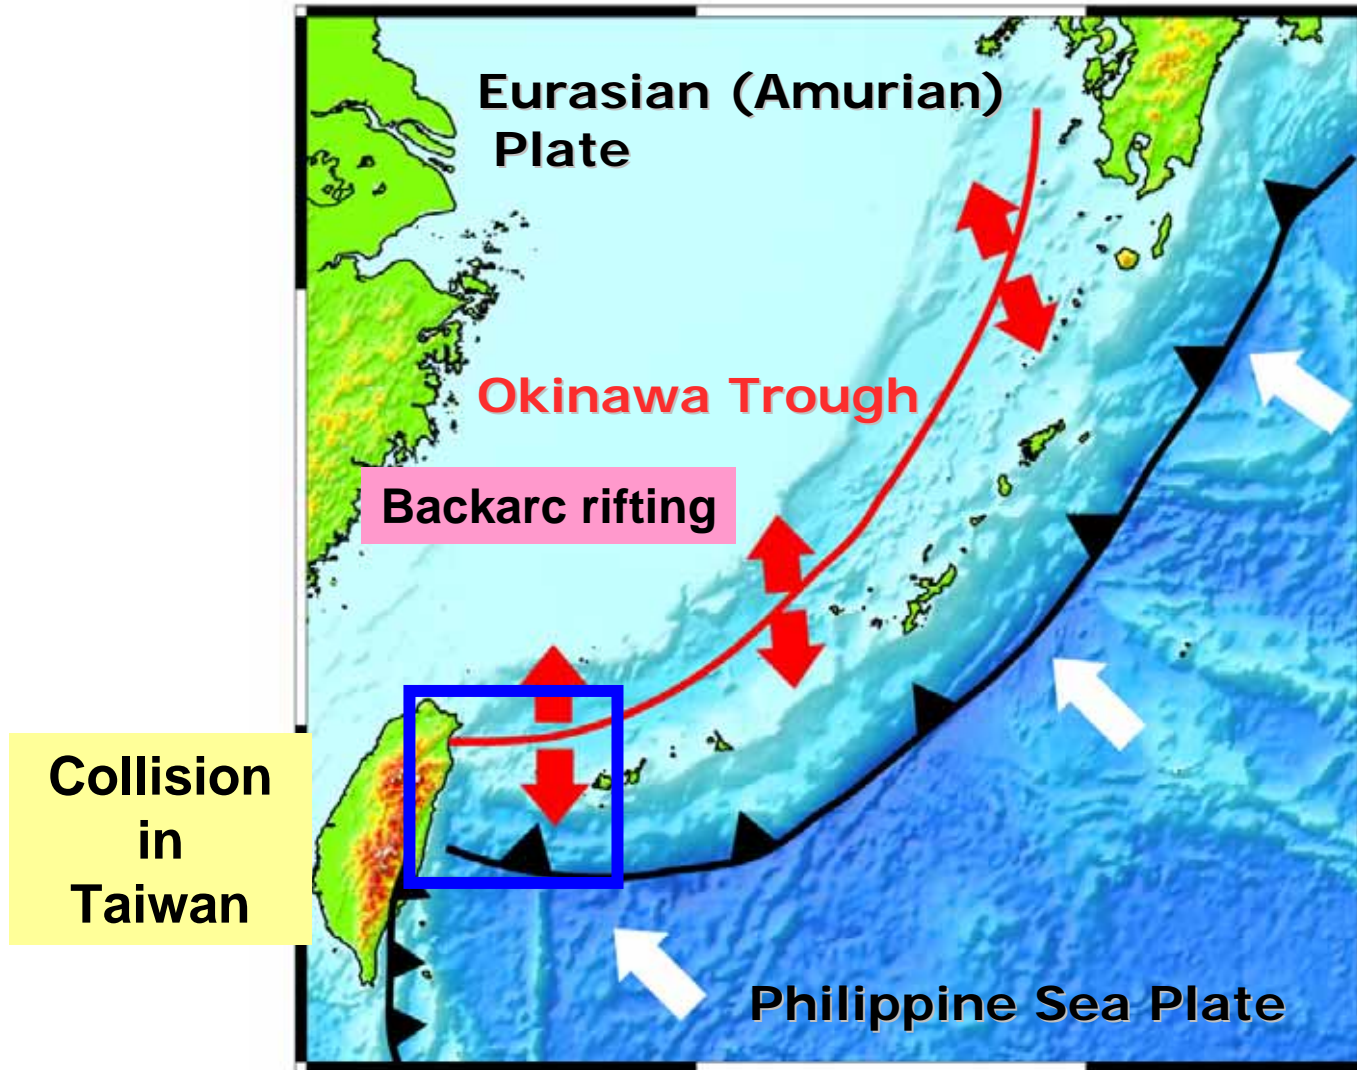 Eurasian (Amurian)
Plate
Okinawa Trough
Backarc rifting
Collision
in
Taiwan
Philippine Sea Plate